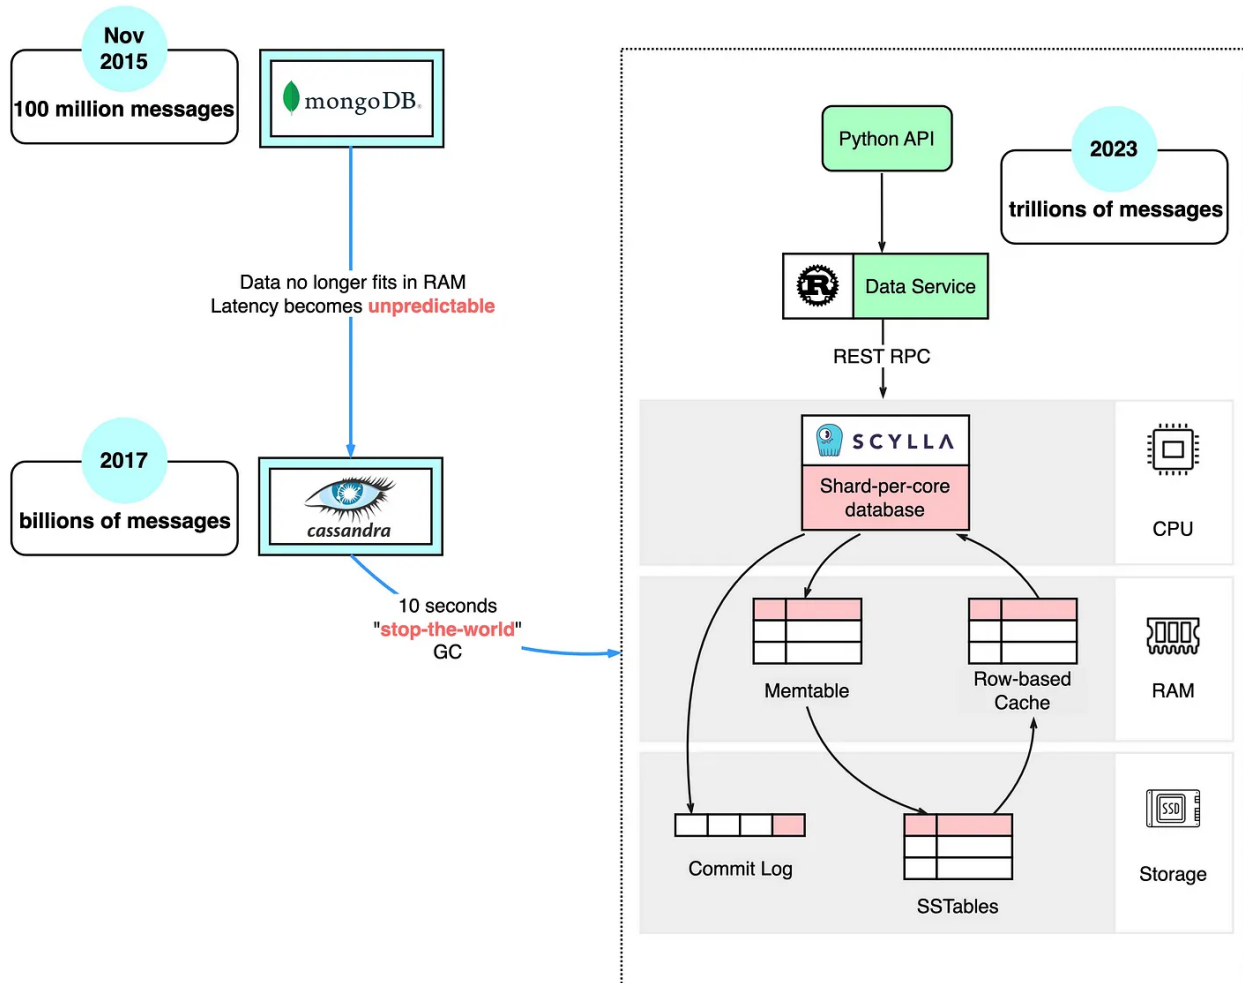 Nov
2015
100 million messages
mongoDB®
Data no longer fits in RAM
Latency becomes unpredictable
2017
billions of messages
cassandra
10 seconds
"stop-the-world"
GC
Python API
2023
trillions of messages
R
Data Service
REST RPC
SCYLLA
Shard-per-core
database
CPU
Memtable
Row-based
Cache
RAM
Commit Log
SSTables
SSD
Storage